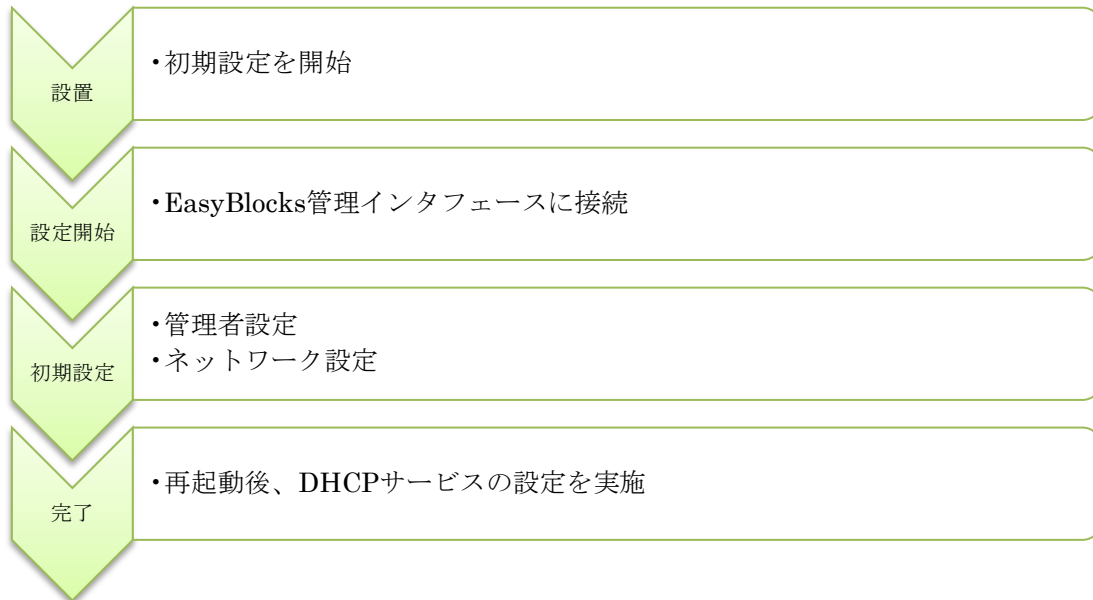 設置
・初期設定を開始
設定開始
・EasyBlocks管理インタフェースに接続
初期設定
・管理者設定
・ネットワーク設定
完了
・再起動後、DHCPサービスの設定を実施